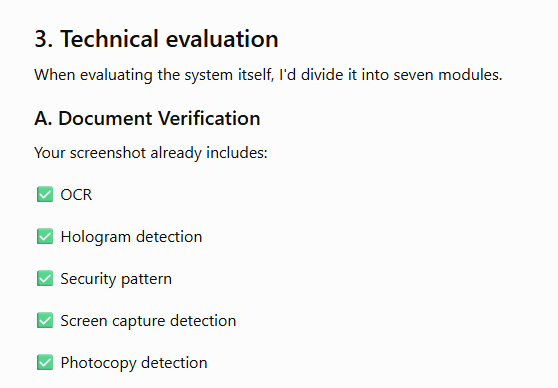 3. Technical evaluation
When evaluating the system itself, I'd divide it into seven modules.
A. Document Verification
Your screenshot already includes:
✅ OCR
✅ Hologram detection
✅ Security pattern
✅ Screen capture detection
✅ Photocopy detection